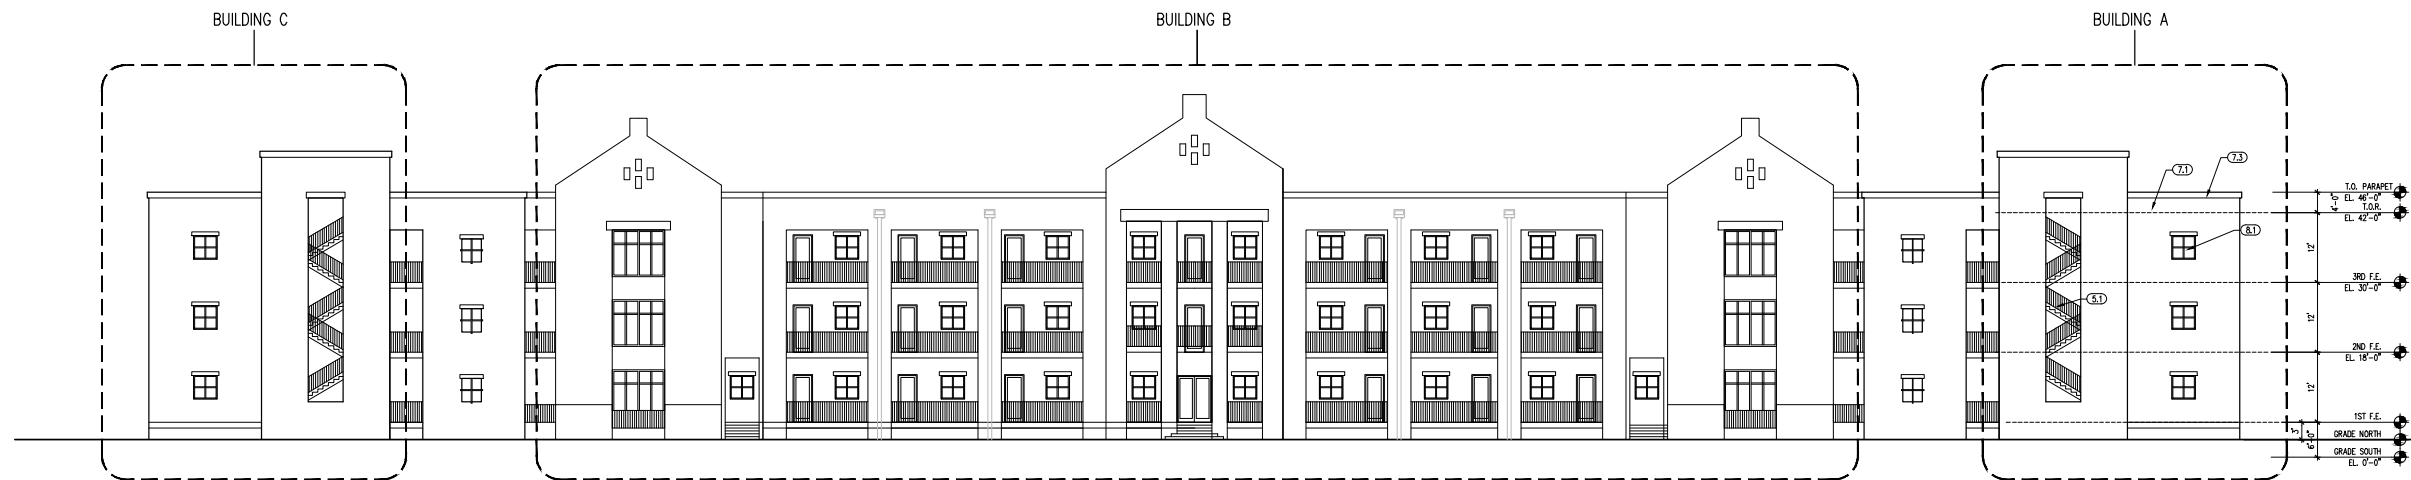 BUILDING C
BUILDING B
BUILDING A
7.3
7.1
T.O. PARAPET
EL. 46'-0"
4'-0"
T.O.R.
EL. 42'-0"
8.1
12'
3RD F.E.
EL. 30'-0"
5.1
12'
2ND F.E.
EL. 18'-0"
12'
1ST F.E.
3'
GRADE NORTH
6'-0"
GRADE SOUTH
EL. 0'-0"